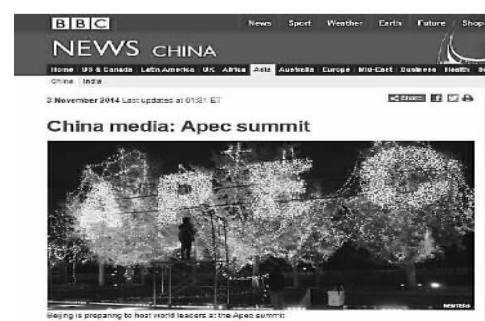 BBC News Sport Weather Earth Future Shop
NEWS CHINA
Home US & Canada Latin America UK Africa Asia Australia Europe Mid-East Business Health
China India
3 November 2014 Last updated at 01:21 ET
Share
China media: Apec summit
APEC
REUTERS
Beijing is preparing to host world leaders at the Apec summit